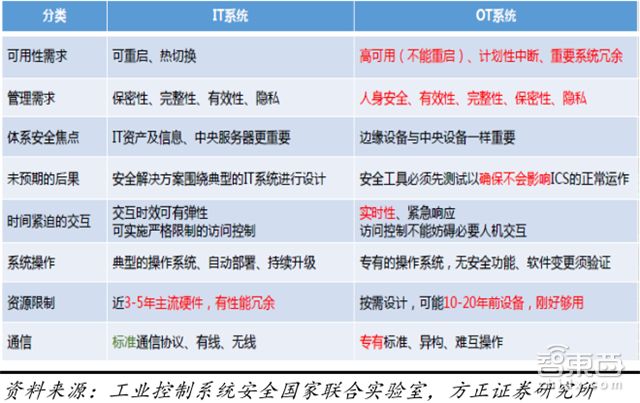 分类 IT系统 OT系统
可用性需求 可重启、热切换 高可用（不能重启）、计划性中断、重要系统冗余
管理需求 保密性、完整性、有效性、隐私 人身安全、有效性、完整性、保密性、隐私
体系安全焦点 IT资产及信息、中央服务器更重要 边缘设备与中央设备一样重要
未预期的后果 安全解决方案围绕典型的IT系统进行设计 安全工具必须先测试以确保不会影响ICS的正常运作
时间紧迫的交互 交互时效可有弹性 实时性、紧急响应
可实施严格限制的访问控制 访问控制不能妨碍必要人机交互
系统操作 典型的操作系统、自动部署、持续升级 专有的操作系统，无安全功能、软件变更须验证
资源限制 近3-5年主流硬件，有性能冗余 按需设计，可能10-20年前设备，刚好够用
通信 标准通信协议、有线、无线 专有标准、异构、难互操作
智东西
资料来源：工业控制系统安全国家联合实验室，方正证券研究所